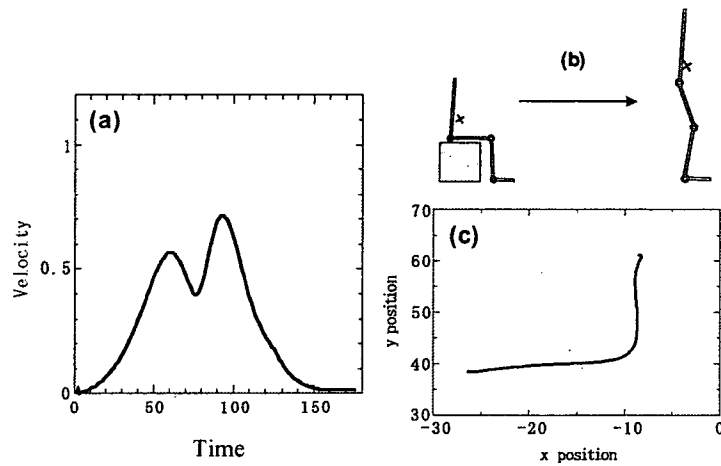 (a)
1
0.5
0
Velocity
0 50 100 150
Time
(b)
×
×
(c)
70
60
50
40
30
y position
-30 -20 -10 0
x position